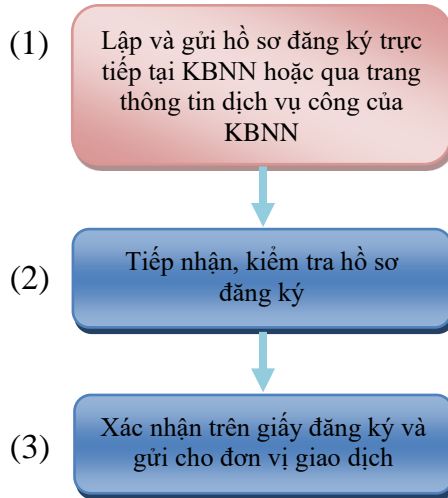 (1)
Lập và gửi hồ sơ đăng ký trực
tiếp tại KBNN hoặc qua trang
thông tin dịch vụ công của
KBNN
(2)
Tiếp nhận, kiểm tra hồ sơ
đăng ký
(3)
Xác nhận trên giấy đăng ký và
gửi cho đơn vị giao dịch